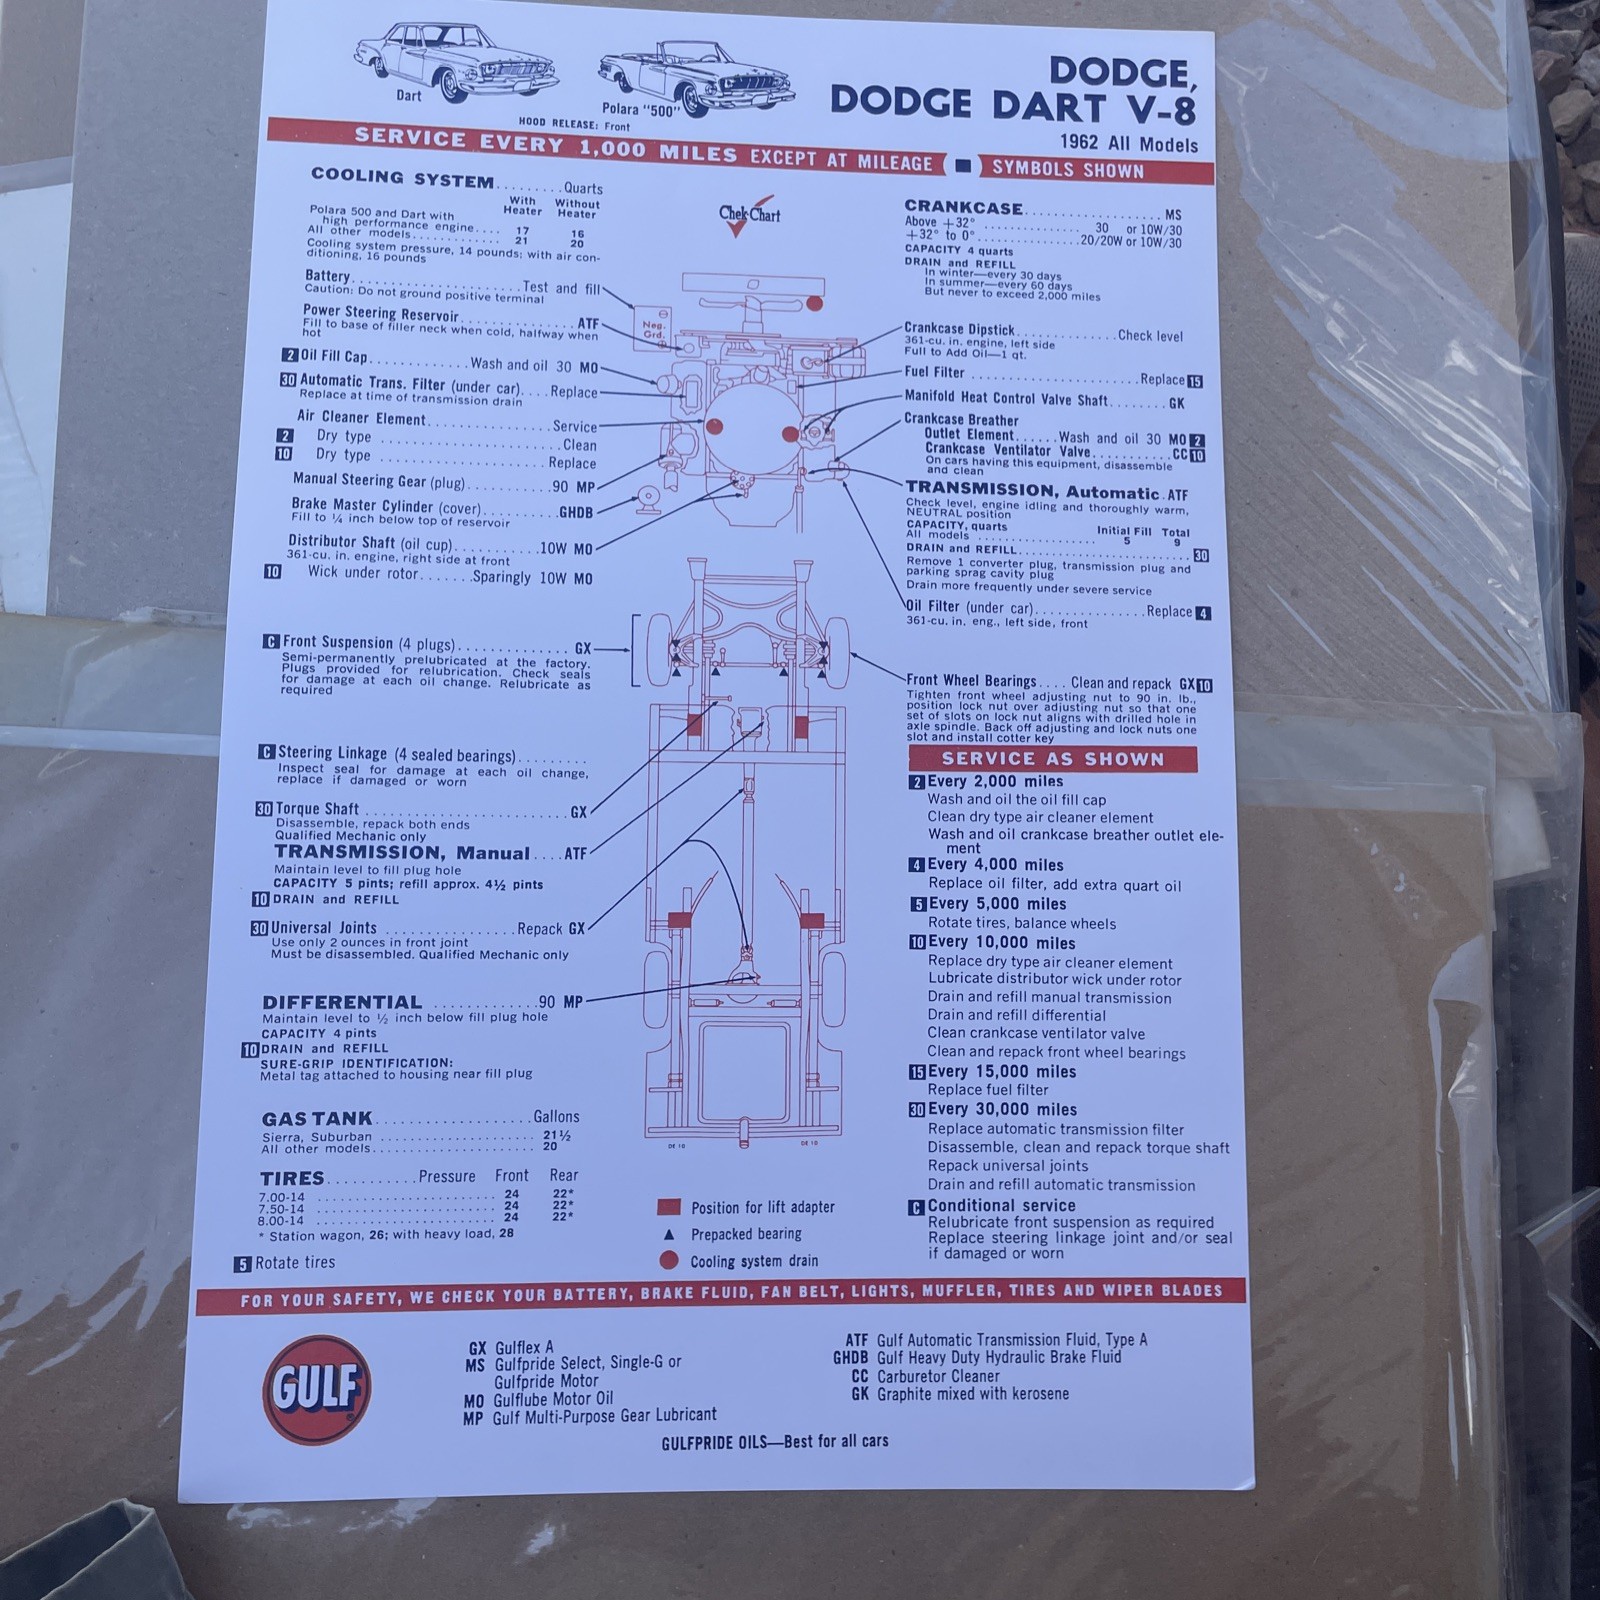 DODGE,
DODGE DART V-8
1962 All Models
Dart
Polara "500"
HOOD RELEASE: Front
SERVICE EVERY 1,000 MILES EXCEPT AT MILEAGE ( ■ ) SYMBOLS SHOWN
COOLING SYSTEM.........Quarts
With Heater Without Heater
Polara 500 and Dart with
high performance engine.... 17 16
All other models............ 21 20
Cooling system pressure, 14 pounds; with air con-
ditioning, 16 pounds
Battery......................Test and fill
Caution: Do not ground positive terminal
Power Steering Reservoir...............ATF
Fill to base of filler neck when cold, halfway when
hot
2 Oil Fill Cap............Wash and oil 30 MO
30 Automatic Trans. Filter (under car)....Replace
Replace at time of transmission drain
Air Cleaner Element...................Service
2 Dry type ...........................Clean
10 Dry type .........................Replace
Manual Steering Gear (plug)............90 MP
Brake Master Cylinder (cover)..........GHDB
Fill to ¼ inch below top of reservoir
Distributor Shaft (oil cup)...........10W MO
361-cu. in. engine, right side at front
10 Wick under rotor.......Sparingly 10W MO
C Front Suspension (4 plugs)..............GX
Semi-permanently prelubricated at the factory.
Plugs provided for relubrication. Check seals
for damage at each oil change. Relubricate as
required
C Steering Linkage (4 sealed bearings).........
Inspect seal for damage at each oil change,
replace if damaged or worn
30 Torque Shaft .........................GX
Disassemble, repack both ends
Qualified Mechanic only
TRANSMISSION, Manual....ATF
Maintain level to fill plug hole
CAPACITY 5 pints; refill approx. 4½ pints
10 DRAIN and REFILL
30 Universal Joints ................Repack GX
Use only 2 ounces in front joint
Must be disassembled. Qualified Mechanic only
DIFFERENTIAL .............90 MP
Maintain level to ½ inch below fill plug hole
CAPACITY 4 pints
10 DRAIN and REFILL
SURE-GRIP IDENTIFICATION:
Metal tag attached to housing near fill plug
GAS TANK...................Gallons
Sierra, Suburban ...................... 21½
All other models....................... 20
TIRES...........Pressure Front Rear
7.00-14 ......................... 24 22*
7.50-14 ......................... 24 22*
8.00-14 ......................... 24 22*
* Station wagon, 26; with heavy load, 28
5 Rotate tires
Chek-Chart
Neg.
Grd.
DE 10
DE 10
Position for lift adapter
Prepacked bearing
Cooling system drain
CRANKCASE...................MS
Above +32° ............... 30 or 10W/30
+32° to 0°...............20/20W or 10W/30
CAPACITY 4 quarts
DRAIN and REFILL
In winter—every 30 days
In summer—every 60 days
But never to exceed 2,000 miles
Crankcase Dipstick..............Check level
361-cu. in. engine, left side
Full to Add Oil—1 qt.
Fuel Filter ........................Replace 15
Manifold Heat Control Valve Shaft........GK
Crankcase Breather
Outlet Element......Wash and oil 30 MO 2
Crankcase Ventilator Valve...........CC 10
On cars having this equipment, disassemble
and clean
TRANSMISSION, Automatic.ATF
Check level, engine idling and thoroughly warm,
NEUTRAL position
CAPACITY, quarts Initial Fill Total
All models ...................... 5 9
DRAIN and REFILL............................30
Remove 1 converter plug, transmission plug and
parking sprag cavity plug
Drain more frequently under severe service
Oil Filter (under car)...............Replace 4
361-cu. in. eng., left side, front
Front Wheel Bearings.... Clean and repack GX 10
Tighten front wheel adjusting nut to 90 in. lb.,
position lock nut over adjusting nut so that one
set of slots on lock nut aligns with drilled hole in
axle spindle. Back off adjusting and lock nuts one
slot and install cotter key
SERVICE AS SHOWN
2 Every 2,000 miles
Wash and oil the oil fill cap
Clean dry type air cleaner element
Wash and oil crankcase breather outlet ele-
ment
4 Every 4,000 miles
Replace oil filter, add extra quart oil
5 Every 5,000 miles
Rotate tires, balance wheels
10 Every 10,000 miles
Replace dry type air cleaner element
Lubricate distributor wick under rotor
Drain and refill manual transmission
Drain and refill differential
Clean crankcase ventilator valve
Clean and repack front wheel bearings
15 Every 15,000 miles
Replace fuel filter
30 Every 30,000 miles
Replace automatic transmission filter
Disassemble, clean and repack torque shaft
Repack universal joints
Drain and refill automatic transmission
C Conditional service
Relubricate front suspension as required
Replace steering linkage joint and/or seal
if damaged or worn
FOR YOUR SAFETY, WE CHECK YOUR BATTERY, BRAKE FLUID, FAN BELT, LIGHTS, MUFFLER, TIRES AND WIPER BLADES
GULF
®
GX Gulflex A
MS Gulfpride Select, Single-G or
Gulfpride Motor
MO Gulflube Motor Oil
MP Gulf Multi-Purpose Gear Lubricant
ATF Gulf Automatic Transmission Fluid, Type A
GHDB Gulf Heavy Duty Hydraulic Brake Fluid
CC Carburetor Cleaner
GK Graphite mixed with kerosene
GULFPRIDE OILS—Best for all cars